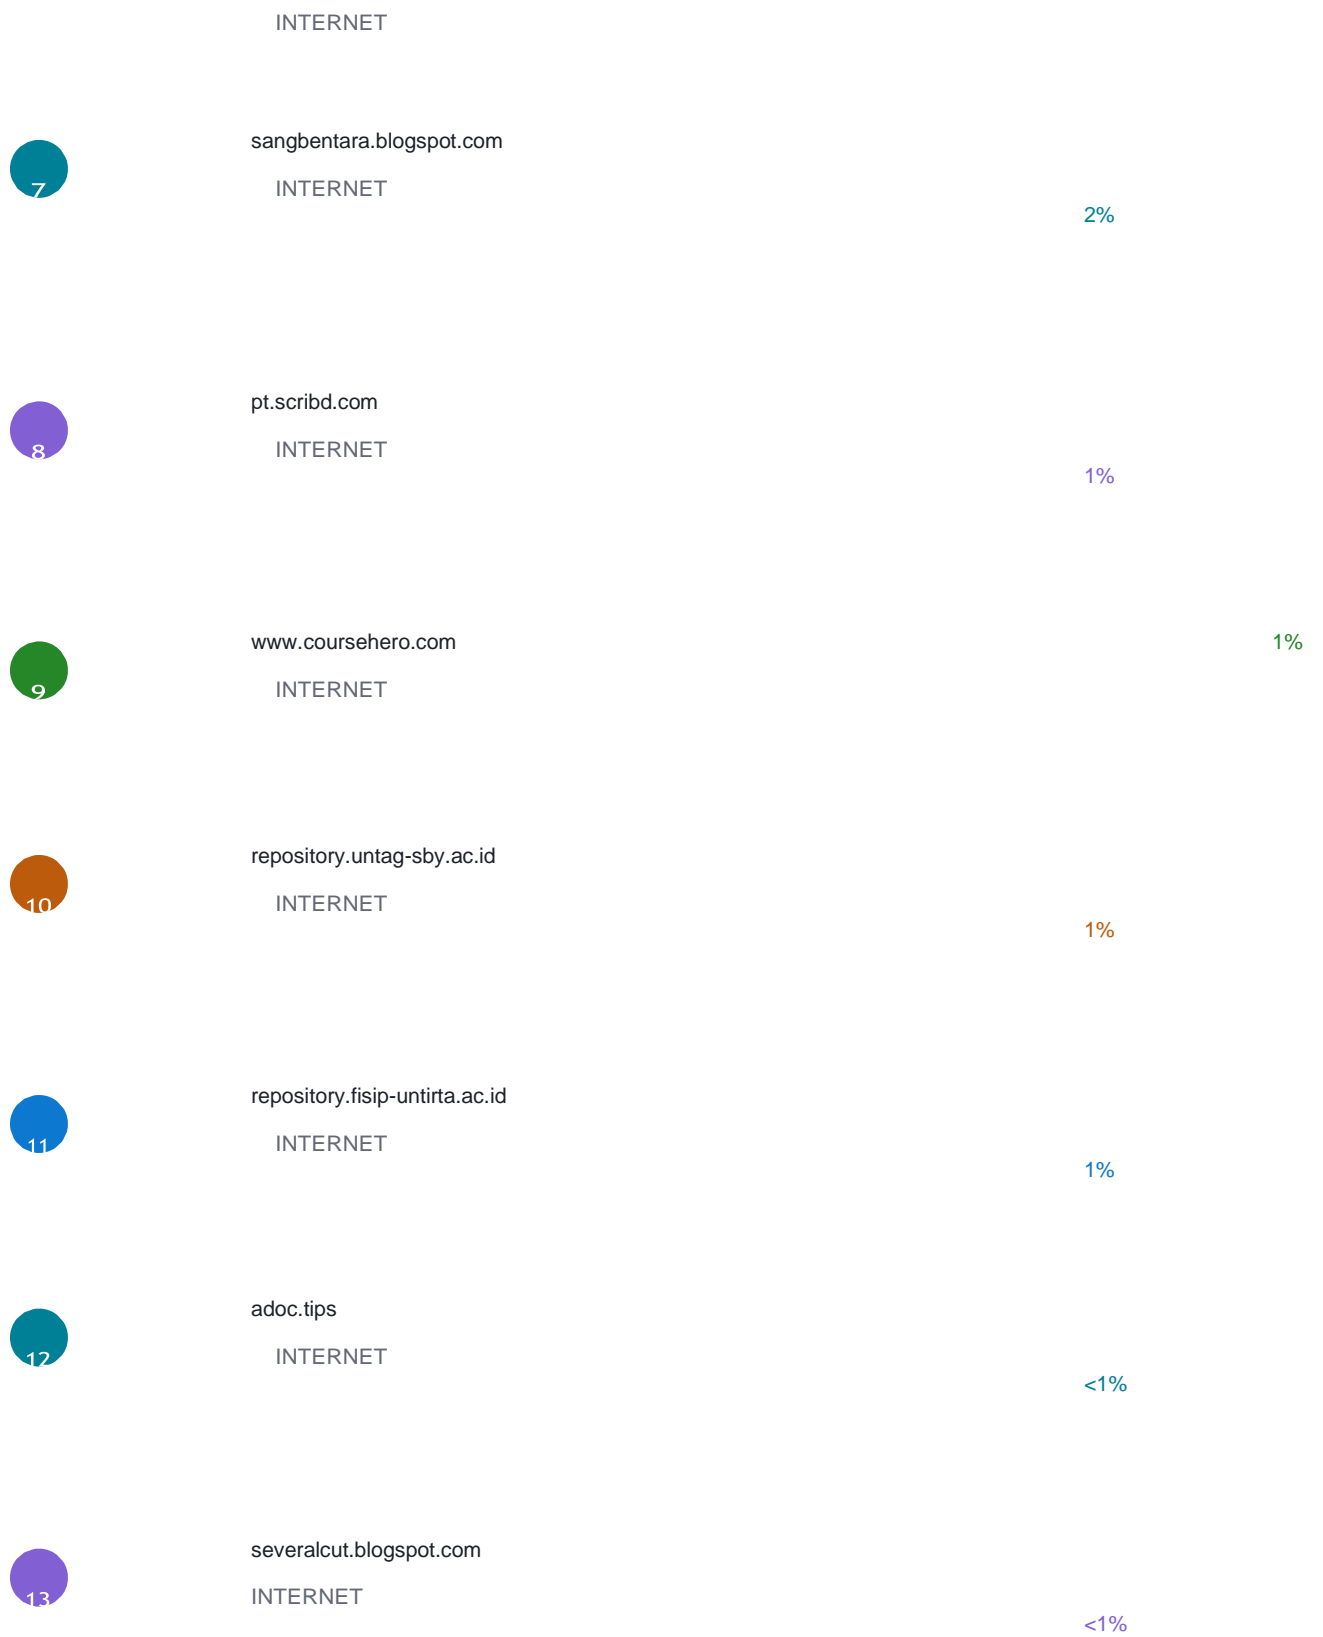 INTERNET
sangbentara.blogspot.com
7
INTERNET
2%
pt.scribd.com
8
INTERNET
1%
www.coursehero.com 1%
9
INTERNET
repository.untag-sby.ac.id
10
INTERNET
1%
repository.fisip-untirta.ac.id
11
INTERNET
1%
adoc.tips
12
INTERNET
<1%
severalcut.blogspot.com
13
INTERNET
<1%